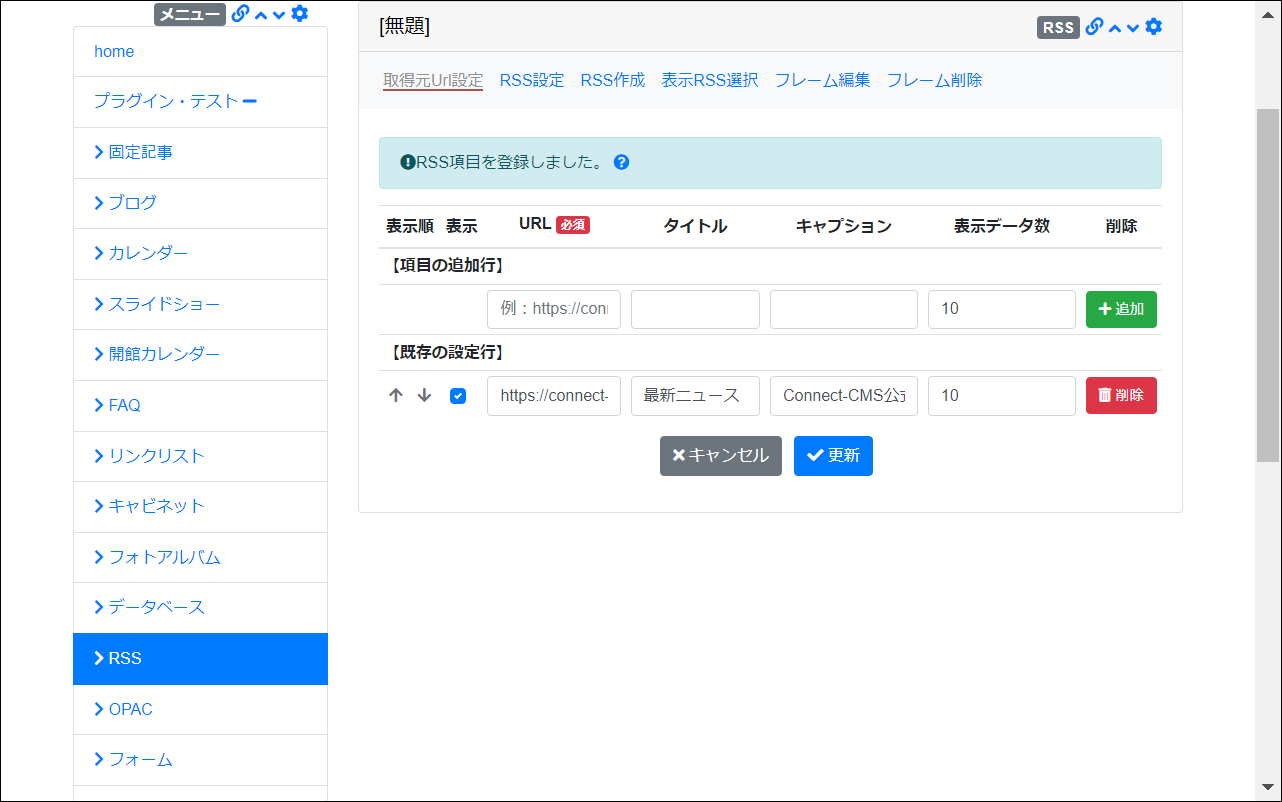 メニュー
home
プラグイン・テスト
固定記事
ブログ
カレンダー
スライドショー
開館カレンダー
FAQ
リンクリスト
キャビネット
フォトアルバム
データベース
RSS
OPAC
フォーム
[無題] RSS
取得元Url設定 RSS設定 RSS作成 表示RSS選択 フレーム編集 フレーム削除
RSS項目を登録しました。
表示順 表示 URL 必須 タイトル キャプション 表示データ数 削除
【項目の追加行】
例：https://con 10 追加
【既存の設定行】
https://connect- 最新ニュース Connect-CMS公式 10 削除
キャンセル 更新